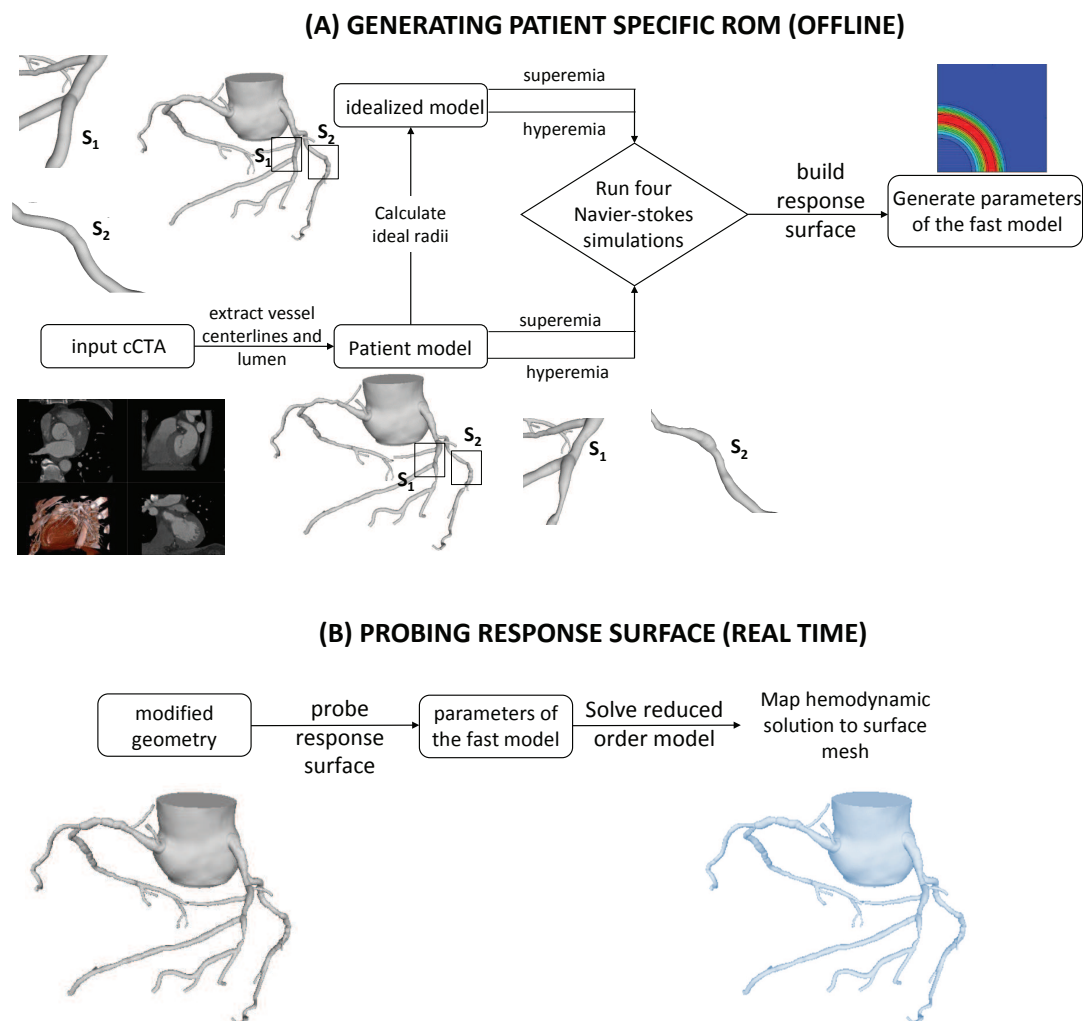 (A) GENERATING PATIENT SPECIFIC ROM (OFFLINE)
S1
S2
S1
S2
idealized model
superemia
hyperemia
Calculate
ideal radii
Run four
Navier-stokes
simulations
build
response
surface
Generate parameters
of the fast model
input cCTA
extract vessel
centerlines and
lumen
Patient model
superemia
hyperemia
S1
S2
S1
S2
(B) PROBING RESPONSE SURFACE (REAL TIME)
modified
geometry
probe
response
surface
parameters of
the fast model
Solve reduced
order model
Map hemodynamic
solution to surface
mesh